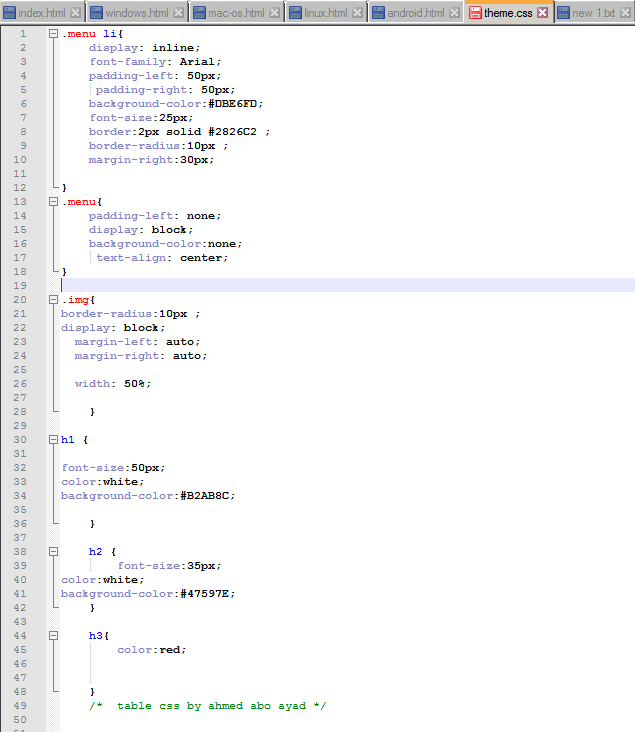 index.html windows.html mac-os.html linux.html android.html theme.css new 1.txt
1 .menu li{
2 display: inline;
3 font-family: Arial;
4 padding-left: 50px;
5 padding-right: 50px;
6 background-color:#DBE6FD;
7 font-size:25px;
8 border:2px solid #2826C2 ;
9 border-radius:10px ;
10 margin-right:30px;
11
12 }
13 .menu{
14 padding-left: none;
15 display: block;
16 background-color:none;
17 text-align: center;
18 }
19
20 .img{
21 border-radius:10px ;
22 display: block;
23 margin-left: auto;
24 margin-right: auto;
25
26 width: 50%;
27
28 }
29
30 h1 {
31
32 font-size:50px;
33 color:white;
34 background-color:#B2AB8C;
35
36 }
37
38 h2 {
39 font-size:35px;
40 color:white;
41 background-color:#47597E;
42 }
43
44 h3{
45 color:red;
46
47
48 }
49 /* table css by ahmed abo ayad */
50